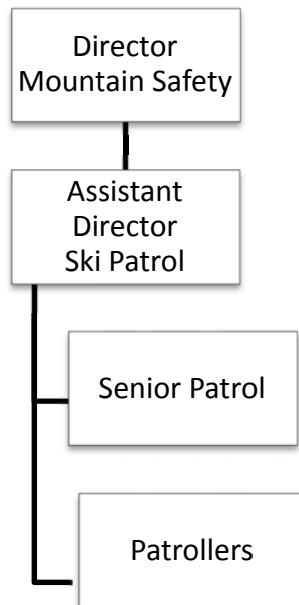 Director
Mountain Safety
Assistant
Director
Ski Patrol
Senior Patrol
Patrollers